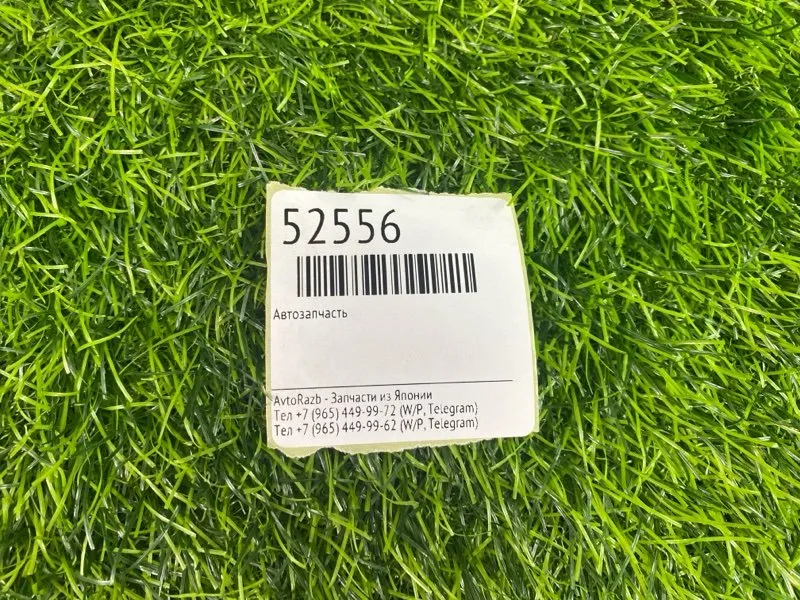 52556
Автозапчасть
AvtoRazb - Запчасти из Японии
Тел +7 (965) 449-99-72 (W/P, Telegram)
Тел +7 (965) 449-99-62 (W/P, Telegram)